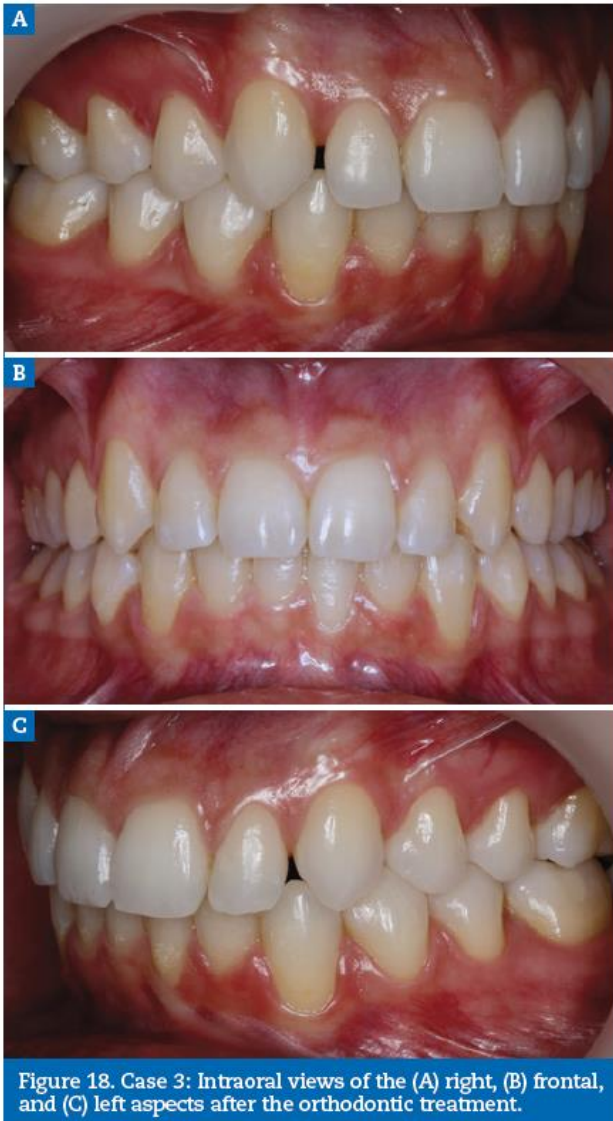 A
B
C
Figure 18. Case 3: Intraoral views of the (A) right, (B) frontal,
and (C) left aspects after the orthodontic treatment.